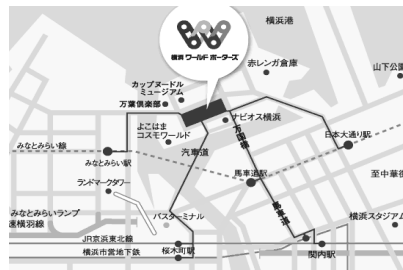 横浜港
横浜 ワールド ポーターズ
赤レンガ倉庫
山下公
カップヌードル
ミュージアム
万葉倶楽部
ナビオス横浜
よこはま
コスモワールド
万国橋
日本大通り駅
みなとみらい線
汽車道
みなとみらい駅
馬車道駅
ランドマークタワー
至中華街
馬車道
みなとみらいランプ
速横羽線
バスターミナル
横浜スタジアム
JR京浜東北線
横浜市営地下鉄
桜木町駅
関内駅